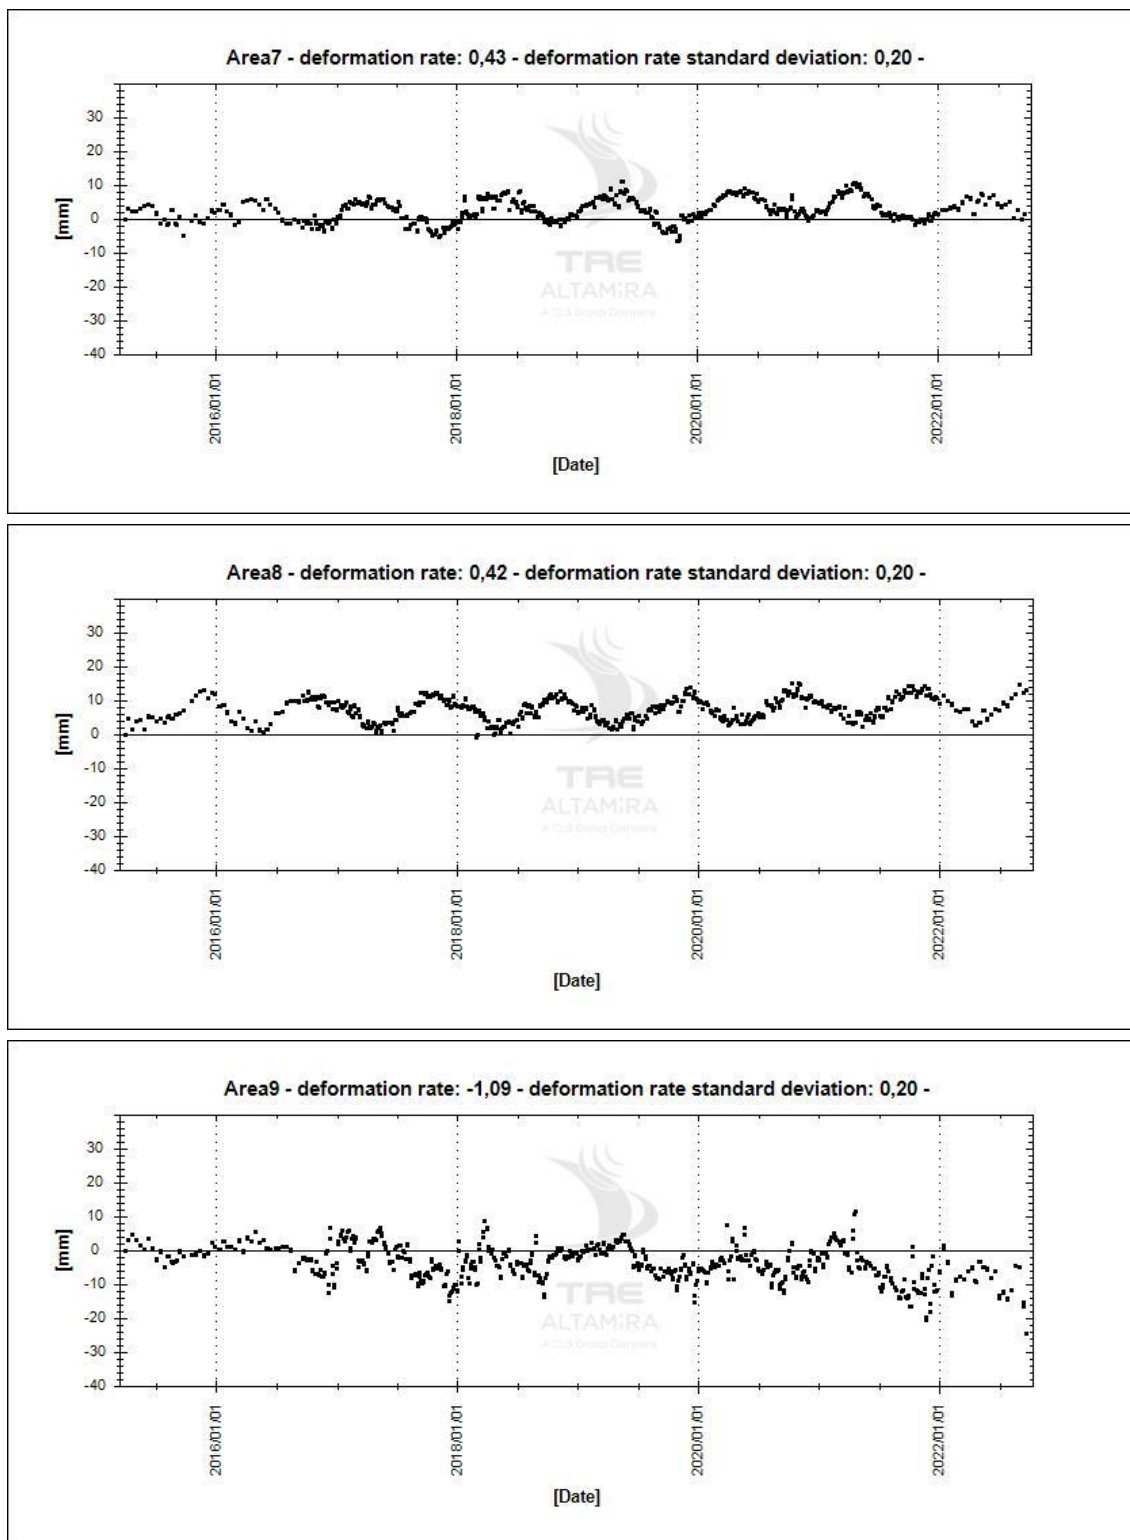 Area7 - deformation rate: 0,43 - deformation rate standard deviation: 0,20 -
30
20
10
0
-10
-20
-30
-40
[mm]
TRE
ALTAMIRA
2016/01/01
2018/01/01
2020/01/01
2022/01/01
[Date]
Area8 - deformation rate: 0,42 - deformation rate standard deviation: 0,20 -
30
20
10
0
-10
-20
-30
-40
[mm]
TRE
ALTAMIRA
2016/01/01
2018/01/01
2020/01/01
2022/01/01
[Date]
Area9 - deformation rate: -1,09 - deformation rate standard deviation: 0,20 -
30
20
10
0
-10
-20
-30
-40
[mm]
TRE
ALTAMIRA
2016/01/01
2018/01/01
2020/01/01
2022/01/01
[Date]